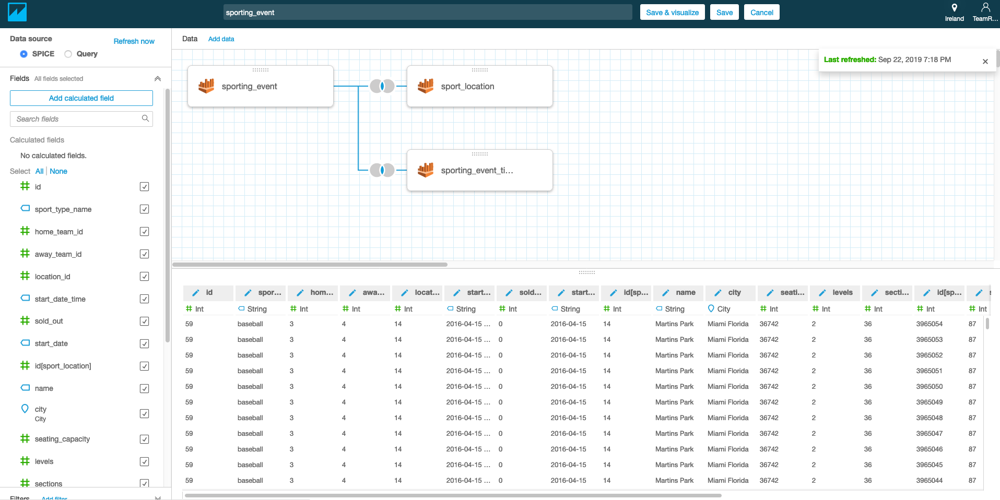 sporting_event
Save & visualize
Save
Cancel
Ireland
TeamR...
Data source
Refresh now
SPICE
Query
Fields All fields selected
Add calculated field
Search fields
Calculated fields
No calculated fields.
Select All | None
id
sport_type_name
home_team_id
away_team_id
location_id
start_date_time
sold_out
start_date
id[sport_location]
name
city
City
seating_capacity
levels
sections
Filters Add filter
Data Add data
Last refreshed: Sep 22, 2019 7:18 PM
sporting_event
sport_location
sporting_event_ti...
id spor... hom... awa... locat... start... sold... start... id[sp... name city seati... levels secti... id[sp...
Int String Int Int Int String Int String Int String City Int Int Int Int Int
59 baseball 3 4 14 2016-04-15 ... 0 2016-04-15 14 Martins Park Miami Florida 36742 2 36 3965054 87
59 baseball 3 4 14 2016-04-15 ... 0 2016-04-15 14 Martins Park Miami Florida 36742 2 36 3965053 87
59 baseball 3 4 14 2016-04-15 ... 0 2016-04-15 14 Martins Park Miami Florida 36742 2 36 3965052 87
59 baseball 3 4 14 2016-04-15 ... 0 2016-04-15 14 Martins Park Miami Florida 36742 2 36 3965051 87
59 baseball 3 4 14 2016-04-15 ... 0 2016-04-15 14 Martins Park Miami Florida 36742 2 36 3965050 87
59 baseball 3 4 14 2016-04-15 ... 0 2016-04-15 14 Martins Park Miami Florida 36742 2 36 3965049 87
59 baseball 3 4 14 2016-04-15 ... 0 2016-04-15 14 Martins Park Miami Florida 36742 2 36 3965048 87
59 baseball 3 4 14 2016-04-15 ... 0 2016-04-15 14 Martins Park Miami Florida 36742 2 36 3965047 87
59 baseball 3 4 14 2016-04-15 ... 0 2016-04-15 14 Martins Park Miami Florida 36742 2 36 3965046 87
59 baseball 3 4 14 2016-04-15 ... 0 2016-04-15 14 Martins Park Miami Florida 36742 2 36 3965045 87
59 baseball 3 4 14 2016-04-15 ... 0 2016-04-15 14 Martins Park Miami Florida 36742 2 36 3965044 87